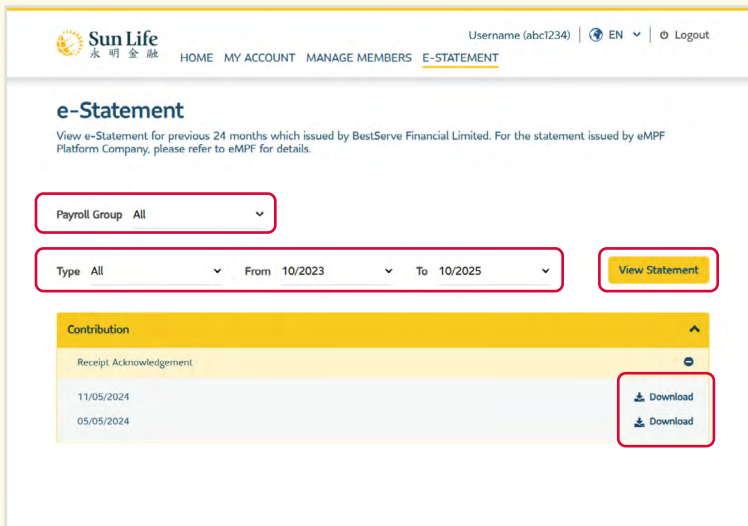 Sun Life
永明金融
Username (abc1234) EN Logout
HOME MY ACCOUNT MANAGE MEMBERS E-STATEMENT
e-Statement
View e-Statement for previous 24 months which issued by BestServe Financial Limited. For the statement issued by eMPF
Platform Company, please refer to eMPF for details.
Payroll Group All
Type All From 10/2023 To 10/2025 View Statement
Contribution
Receipt Acknowledgement
11/05/2024 Download
05/05/2024 Download